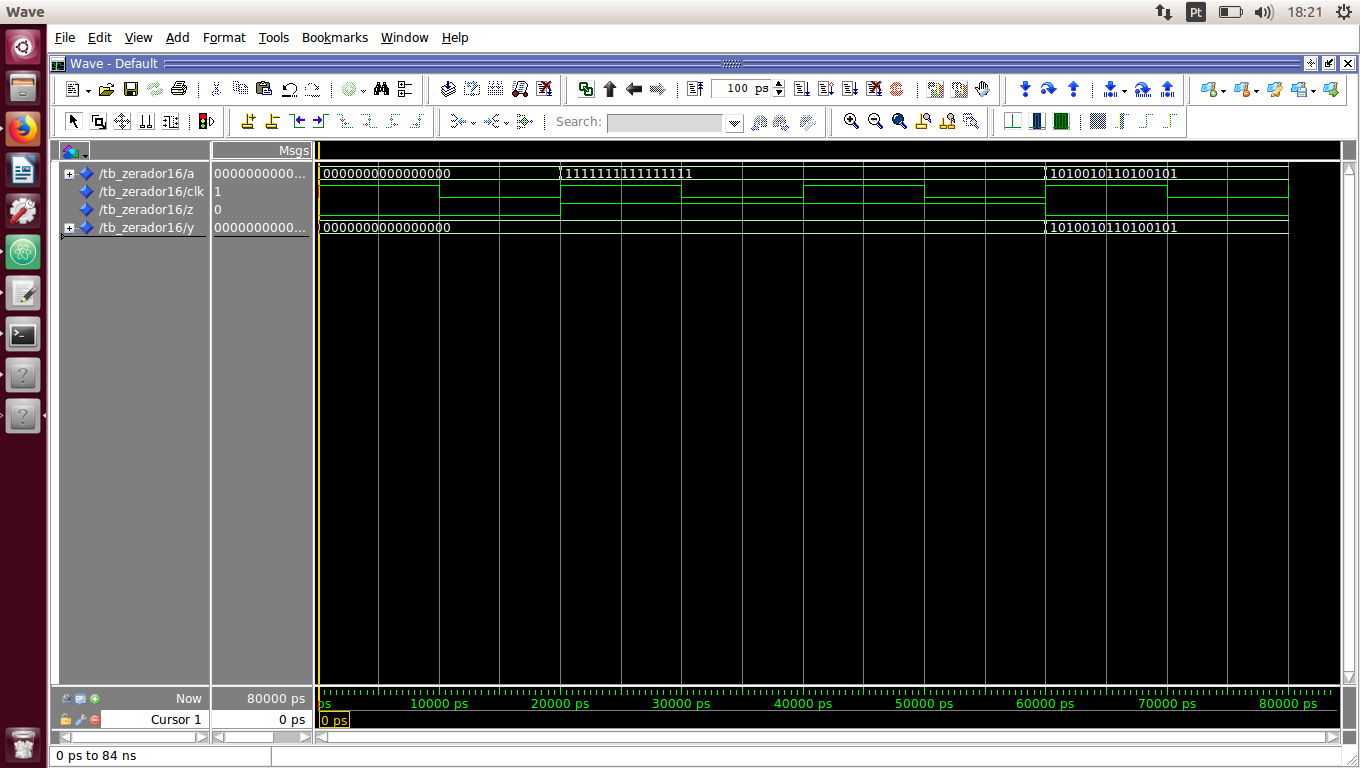 Wave
Pt
18:21
File Edit View Add Format Tools Bookmarks Window Help
Wave - Default
100 ps
Search:
Msgs
/tb_zerador16/a 0000000000... 0000000000000000 1111111111111111 1010010110100101
/tb_zerador16/clk 1
/tb_zerador16/z 0
/tb_zerador16/y 0000000000... 0000000000000000 1010010110100101
Now 80000 ps ps 10000 ps 20000 ps 30000 ps 40000 ps 50000 ps 60000 ps 70000 ps 80000 ps
Cursor 1 0 ps 0 ps
0 ps to 84 ns